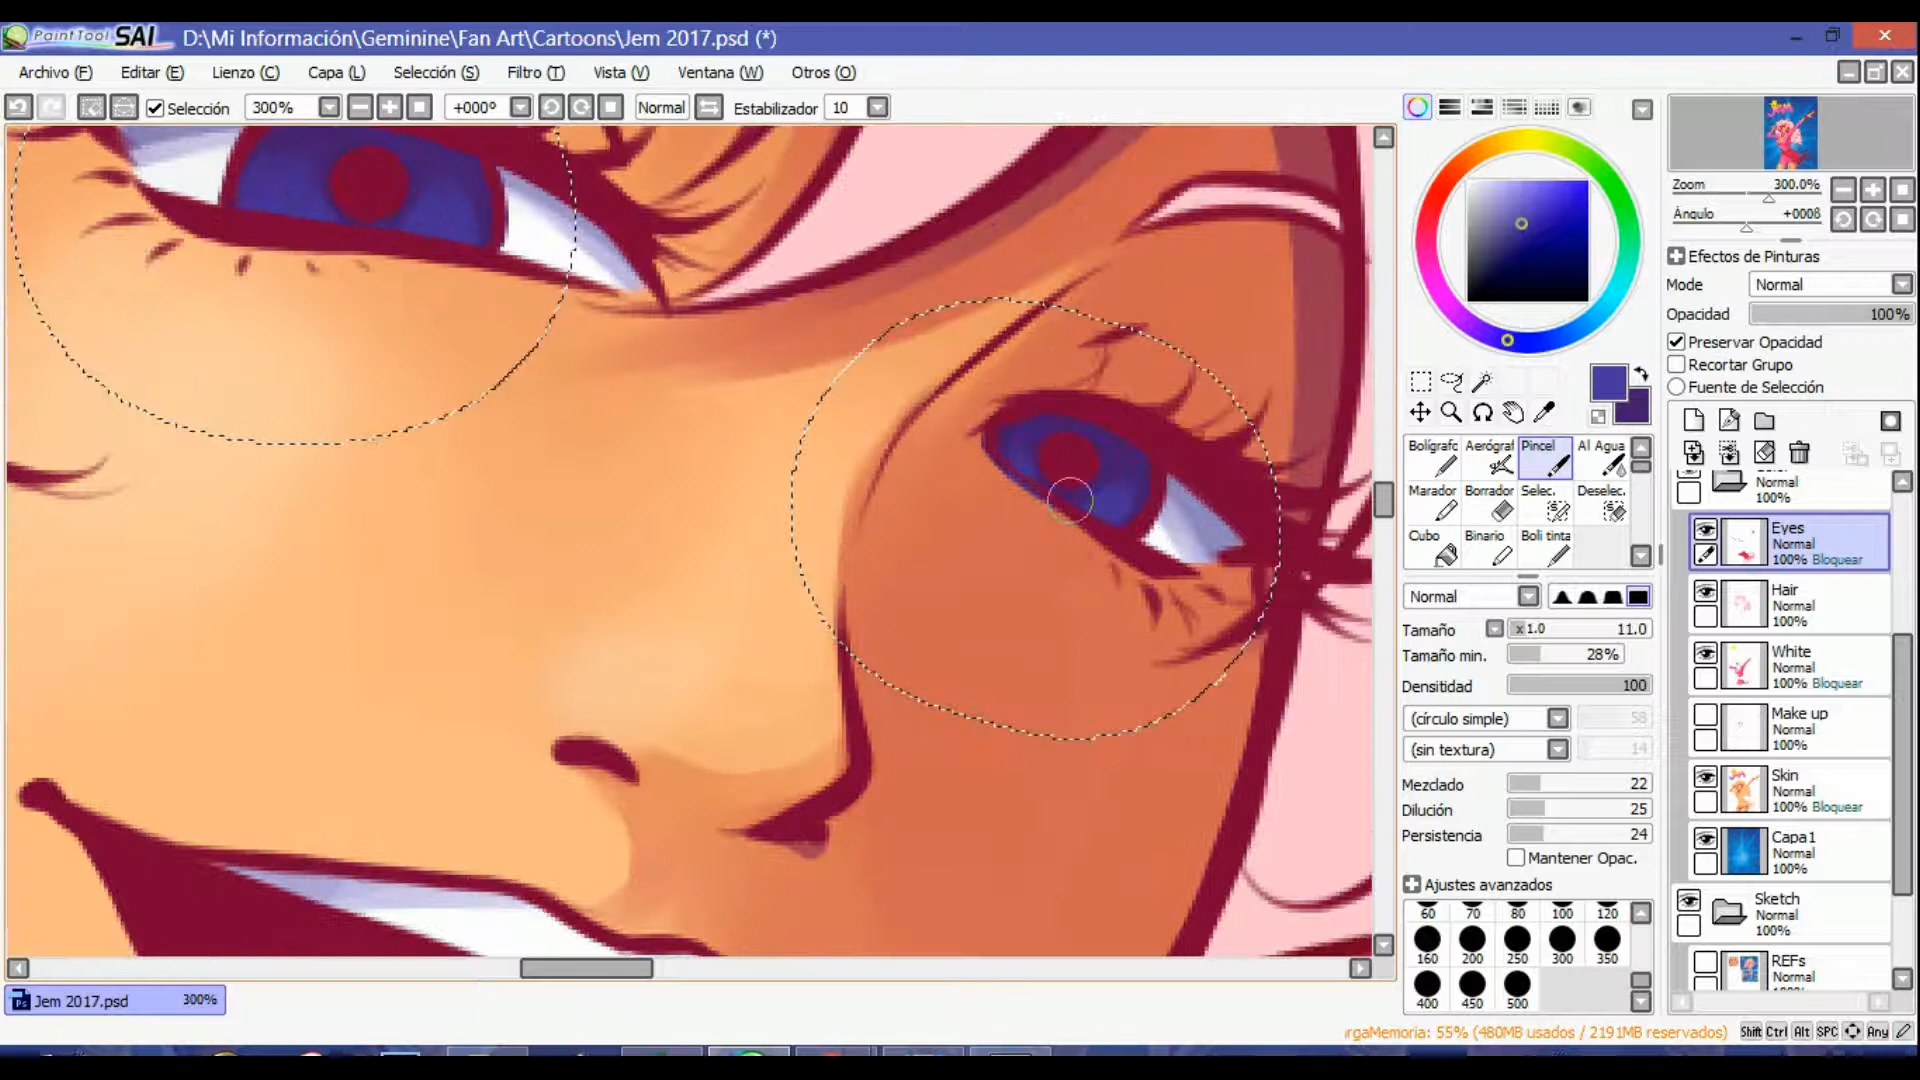 PaintTool SAI D:\Mi Información\Geminine\Fan Art\Cartoons\Jem 2017.psd (*)
Archivo (F) Editar (E) Lienzo (C) Capa (L) Selección (S) Filtro (T) Vista (V) Ventana (W) Otros (O)
Selección 300% +000º Normal Estabilizador 10
Zoom 300.0%
Ángulo +000ß
Efectos de Pinturas
Mode Normal
Opacidad 100%
Preservar Opacidad
Recortar Grupo
Fuente de Selección
Bolígrafc Aerógraf Pincel Al Agua
Marador Borrador Selec. Deselec.
Cubo Binario Boli tinta
Normal
Tamaño x 1.0 11.0
Tamaño min. 28%
Densitidad 100
(círculo simple) 58
(sin textura) 14
Mezclado 22
Dilución 25
Persistencia 24
Mantener Opac.
Ajustes avanzados
60 70 80 100 120
160 200 250 300 350
400 450 500
Normal
100%
Eyes
Normal
100% Bloquear
Hair
Normal
100%
White
Normal
100% Bloquear
Make up
Normal
100%
Skin
Normal
100% Bloquear
Capa1
Normal
100%
Sketch
Normal
100%
REFs
Normal
Jem 2017.psd 300%
ırgaMemoria: 55% (480MB usados / 2191MB reservados) Shift Ctrl Alt SPC Any